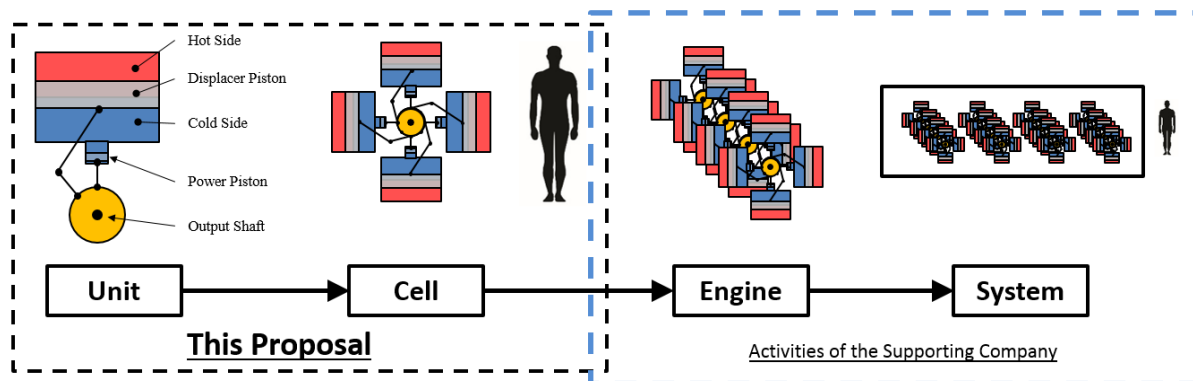 Hot Side
Displacer Piston
Cold Side
Power Piston
Output Shaft
Unit
Cell
Engine
System
This Proposal
Activities of the Supporting Company